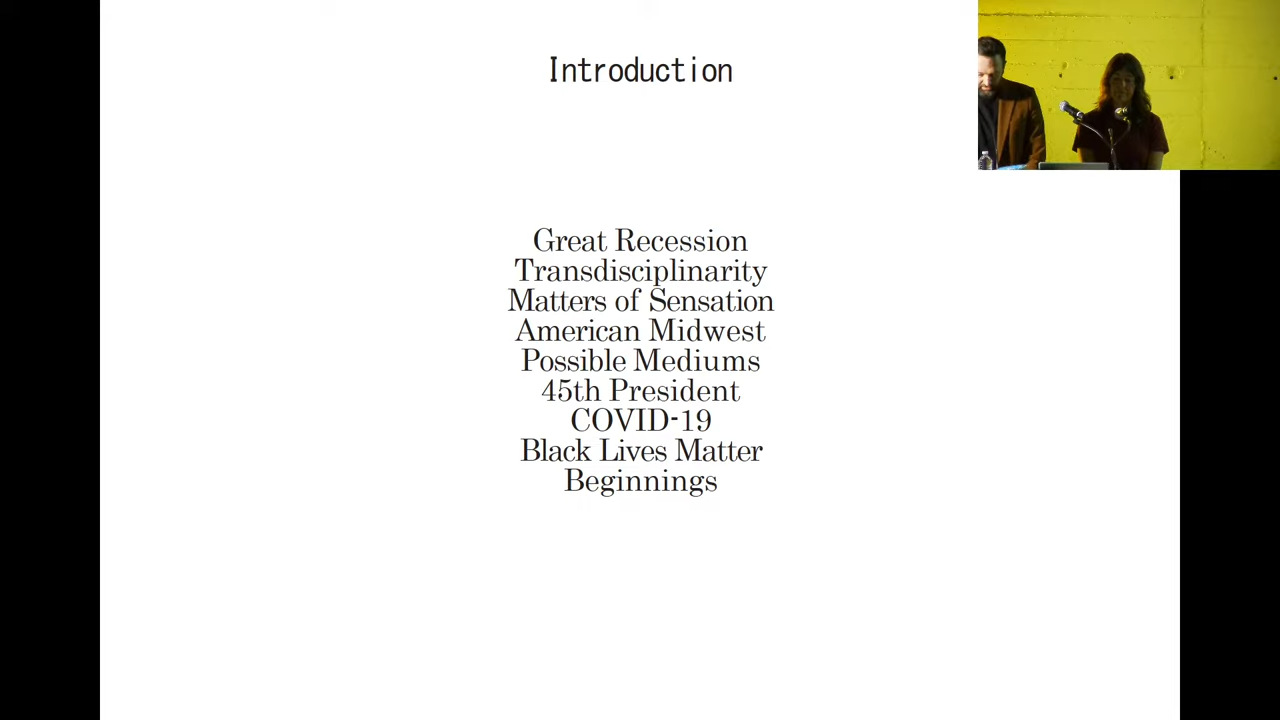 Introduction
Great Recession
Transdisciplinarity
Matters of Sensation
American Midwest
Possible Mediums
45th President
COVID-19
Black Lives Matter
Beginnings